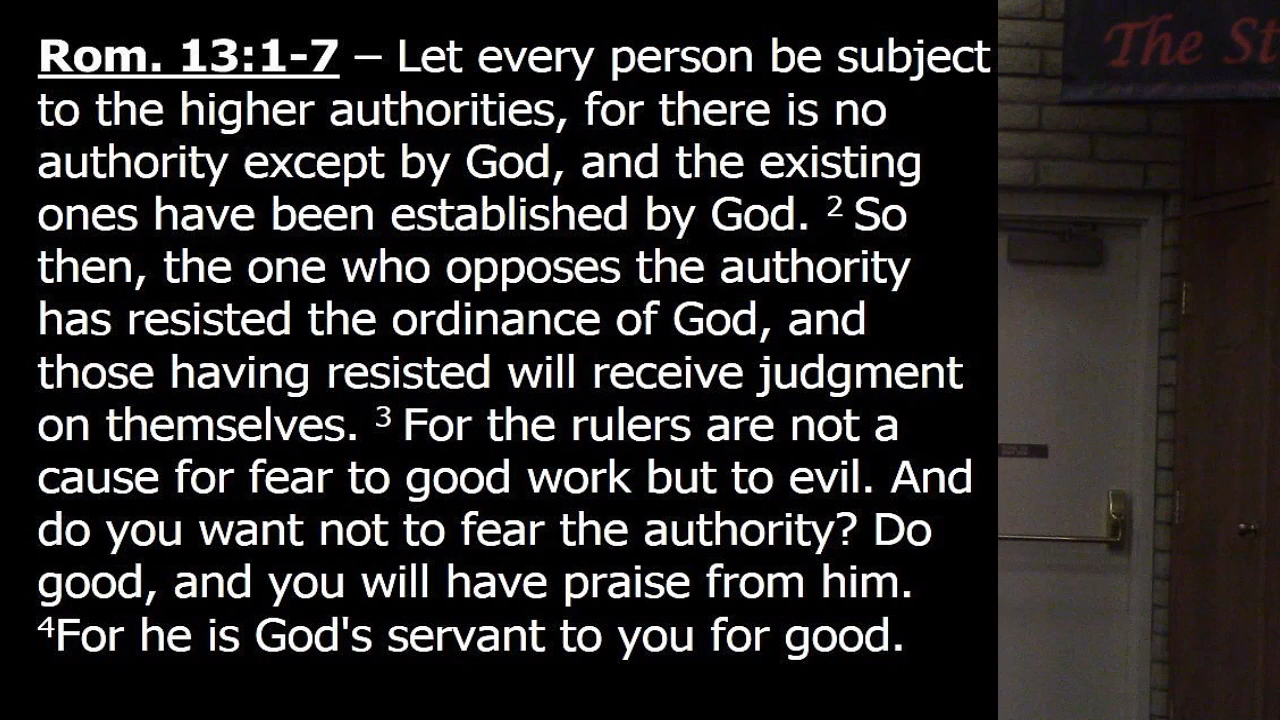 Rom. 13:1-7 – Let every person be subject
to the higher authorities, for there is no
authority except by God, and the existing
ones have been established by God. ² So
then, the one who opposes the authority
has resisted the ordinance of God, and
those having resisted will receive judgment
on themselves. ³ For the rulers are not a
cause for fear to good work but to evil. And
do you want not to fear the authority? Do
good, and you will have praise from him.
⁴For he is God's servant to you for good.
The St